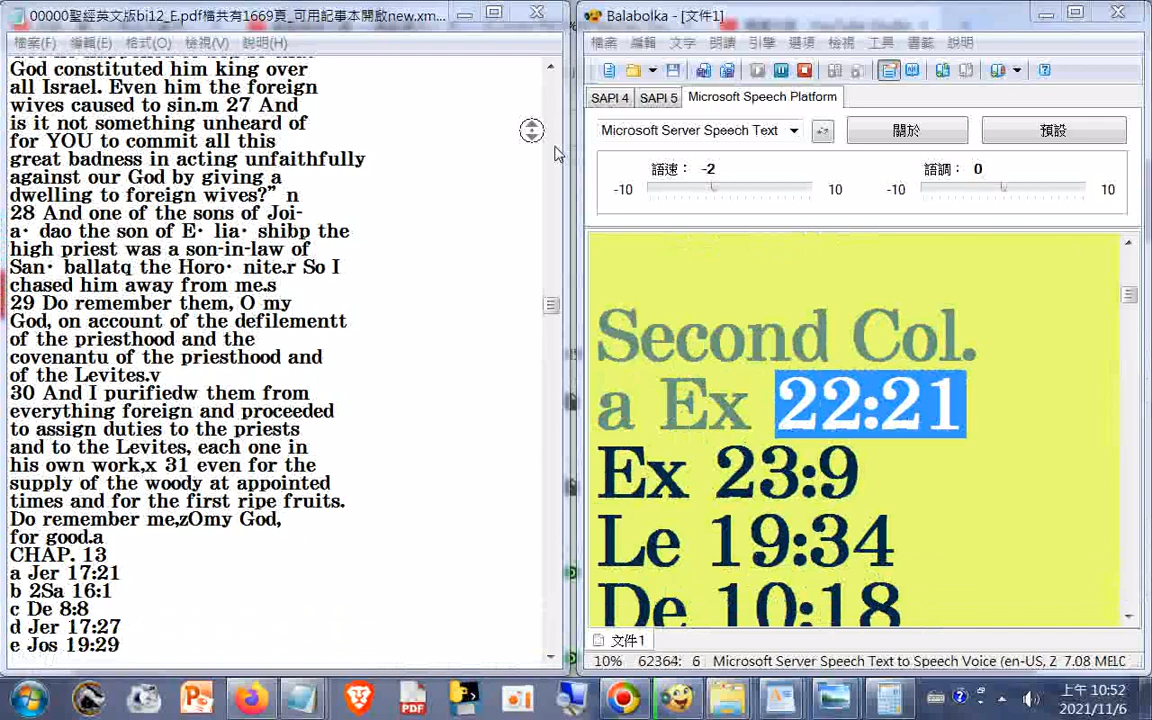 00000聖經英文版bi12_E.pdf檔共有1669頁_可用記事本開啟new.xm...
檔案(F) 編輯(E) 格式(O) 檢視(V) 說明(H)
God constituted him king over
all Israel. Even him the foreign
wives caused to sin.m 27 And
is it not something unheard of
for YOU to commit all this
great badness in acting unfaithfully
against our God by giving a
dwelling to foreign wives?” n
28 And one of the sons of Joi-
a· dao the son of E· lia· shibp the
high priest was a son-in-law of
San· ballatq the Horo· nite.r So I
chased him away from me.s
29 Do remember them, O my
God, on account of the defilementt
of the priesthood and the
covenantu of the priesthood and
of the Levites.v
30 And I purifiedw them from
everything foreign and proceeded
to assign duties to the priests
and to the Levites, each one in
his own work,x 31 even for the
supply of the woody at appointed
times and for the first ripe fruits.
Do remember me,zOmy God,
for good.a
CHAP. 13
a Jer 17:21
b 2Sa 16:1
c De 8:8
d Jer 17:27
e Jos 19:29
Balabolka - [文件1]
檔案 編輯 文字 朗讀 引擎 選項 檢視 工具 書籤 說明
SAPI 4 SAPI 5 Microsoft Speech Platform
Microsoft Server Speech Text 關於 預設
語速： -2 語調： 0
-10 10 -10 10
Second Col.
a Ex 22:21
Ex 23:9
Le 19:34
De 10:18
文件1
10% 62364: 6 Microsoft Server Speech Text to Speech Voice (en-US, Z 7.08 MELC
上午 10:52
2021/11/6